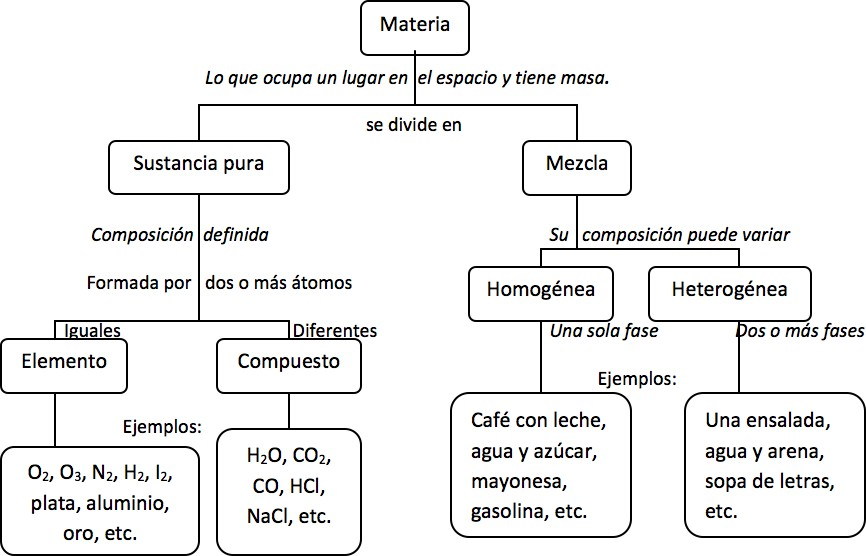 Materia
Lo que ocupa un lugar en el espacio y tiene masa.
se divide en
Sustancia pura
Mezcla
Composición definida
Su composición puede variar
Formada por dos o más átomos
Homogénea
Heterogénea
Iguales
Diferentes
Una sola fase
Dos o más fases
Elemento
Compuesto
Ejemplos:
Ejemplos:
O₂, O₃, N₂, H₂, I₂,
plata, aluminio,
oro, etc.
H₂O, CO₂,
CO, HCl,
NaCl, etc.
Café con leche,
agua y azúcar,
mayonesa,
gasolina, etc.
Una ensalada,
agua y arena,
sopa de letras,
etc.